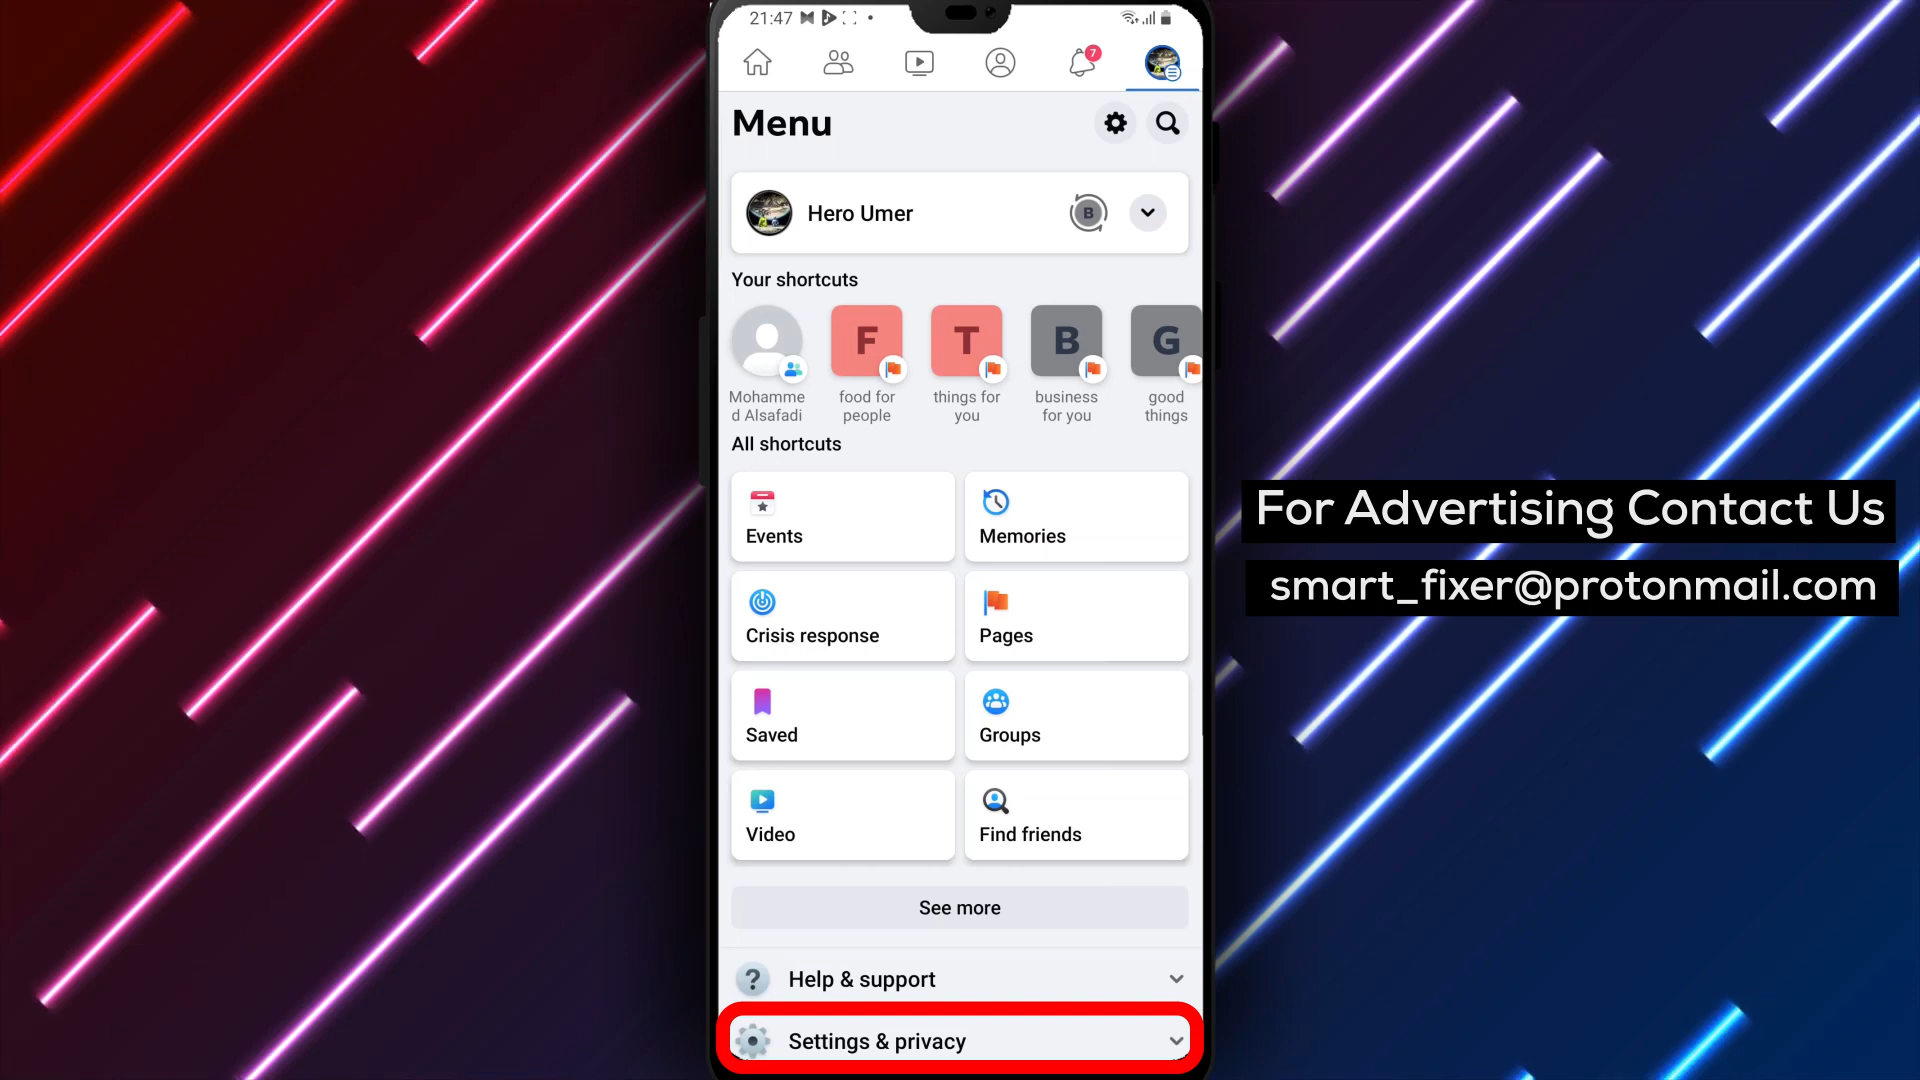 21:47
7
Menu
Hero Umer
B
Your shortcuts
F
T
B
G
Mohamme
d Alsafadi
food for
people
things for
you
business
for you
good
things
All shortcuts
Events
Memories
Crisis response
Pages
Saved
Groups
Video
Find friends
See more
? Help & support
Settings & privacy
For Advertising Contact Us
smart_fixer@protonmail.com